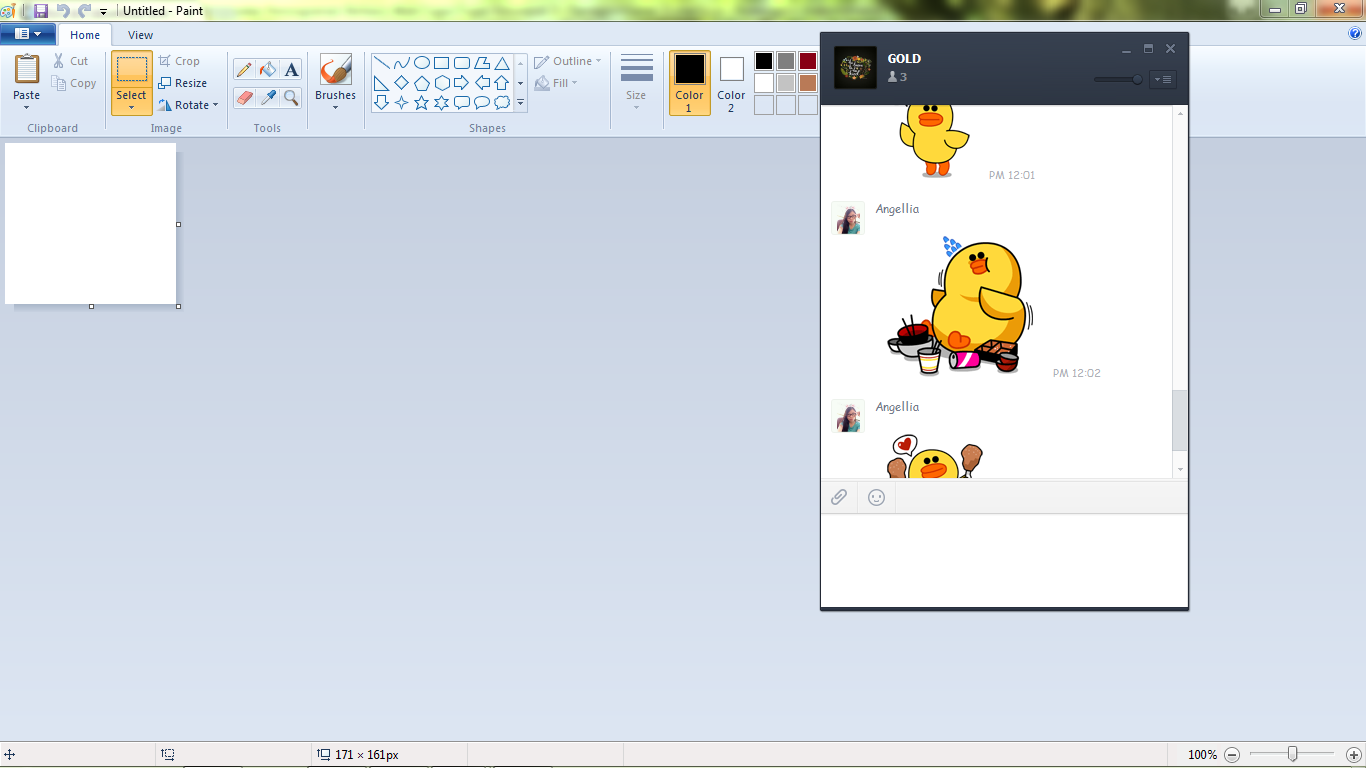 Untitled - Paint
Home
View
Paste
Cut
Copy
Clipboard
Select
Crop
Resize
Rotate
Image
A
Tools
Brushes
Shapes
Outline
Fill
Size
Color
1
Color
2
GOLD
3
PM 12:01
Angellia
PM 12:02
Angellia
171 × 161px
100%